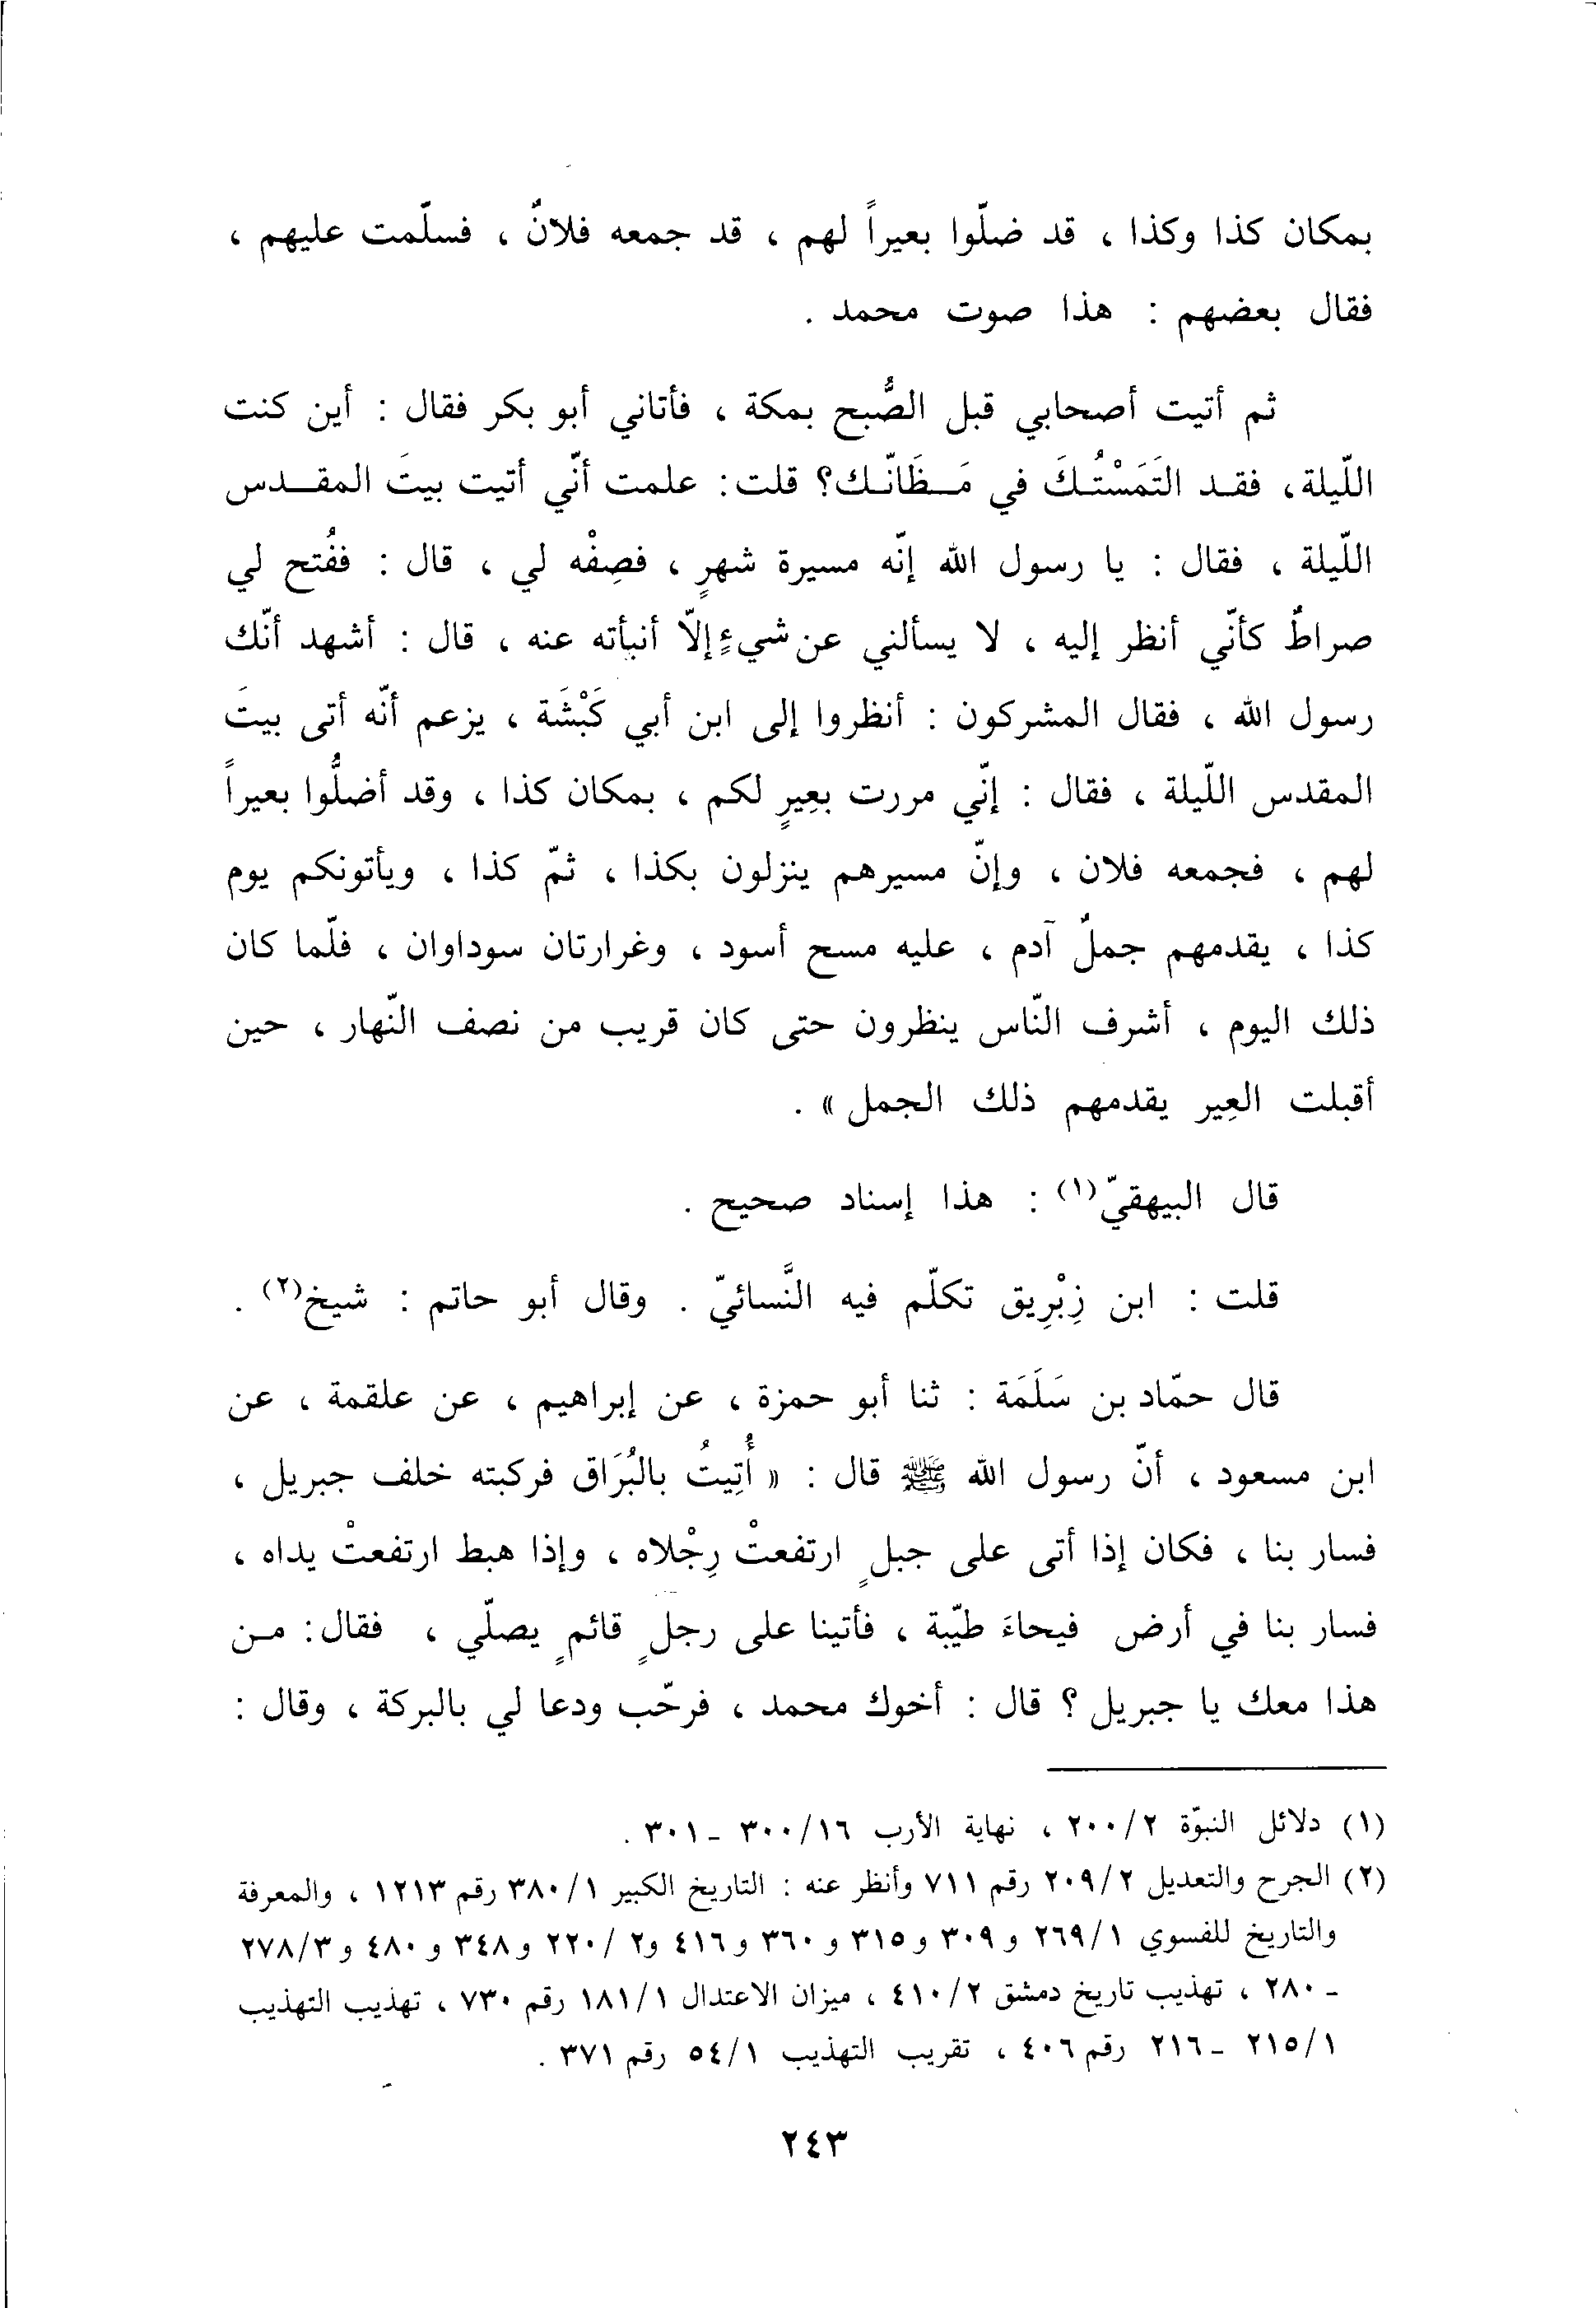 بمكان كذا وكذا ، قد ضلّوا بعيراً لهم ، قد جمعه فلانٌ ، فسلّمت عليهم ،
فقال بعضهم : هذا صوت محمد .
ثم أتيت أصحابي قبل الصُّبح بمكة ، فأتاني أبو بكر فقال : أين كنت
اللّيلة، فقد التَمَسْتُكَ في مَظَانّك؟ قلت: علمت أنّي أتيت بيتَ المقدس
اللّيلة ، فقال : يا رسول الله إنّه مسيرة شهرٍ ، فصِفْه لي ، قال : ففُتح لي
صراطٌ كأنّي أنظر إليه ، لا يسألني عن شيءٍ إلاّ أنبأته عنه ، قال : أشهد أنّك
رسول الله ، فقال المشركون : أنظروا إلى ابن أبي كَبْشَة ، يزعم أنّه أتى بيتَ
المقدس اللّيلة ، فقال : إنّي مررت بعِيرٍ لكم ، بمكان كذا ، وقد أضلُّوا بعيراً
لهم ، فجمعه فلان ، وإنّ مسيرهم ينزلون بكذا ، ثمّ كذا ، ويأتونكم يوم
كذا ، يقدمهم جملٌ آدم ، عليه مسح أسود ، وغرارتان سوداوان ، فلّما كان
ذلك اليوم ، أشرف النّاس ينظرون حتى كان قريب من نصف النّهار ، حين
أقبلت العِير يقدمهم ذلك الجمل » .
قال البيهقيّ(١) : هذا إسناد صحيح .
قلت : ابن زِبْرِيق تكلّم فيه النَّسائيّ . وقال أبو حاتم : شيخ(٢) .
قال حمّاد بن سَلَمَة : ثنا أبو حمزة ، عن إبراهيم ، عن علقمة ، عن
ابن مسعود ، أنّ رسول الله ﷺ قال : « أُتِيتُ بالبُرَاق فركبته خلف جبريل ،
فسار بنا ، فكان إذا أتى على جبلٍ ارتفعتْ رِجْلاه ، وإذا هبط ارتفعتْ يداه ،
فسار بنا في أرض فيحاءَ طيّبة ، فأتينا على رجلٍ قائمٍ يصلّي ، فقال: من
هذا معك يا جبريل ؟ قال : أخوك محمد ، فرحّب ودعا لي بالبركة ، وقال :
(١) دلائل النبوّة ٢/٢٠٠ ، نهاية الأرب ١٦/٣٠٠ - ٣٠١ .
(٢) الجرح والتعديل ٢/٢٠٩ رقم ٧١١ وأنظر عنه : التاريخ الكبير ١/٣٨٠ رقم ١٢١٣ ، والمعرفة
والتاريخ للفسوي ١/٢٦٩ و ٣٠٩ و ٣١٥ و ٣٦٠ و ٤١٦ و٢ /٢٢٠ و ٣٤٨ و ٤٨٠ و ٣/٢٧٨
- ٢٨٠ ، تهذيب تاريخ دمشق ٢/٤١٠ ، ميزان الاعتدال ١/١٨١ رقم ٧٣٠ ، تهذيب التهذيب
١/٢١٥ - ٢١٦ رقم ٤٠٦ ، تقريب التهذيب ١/٥٤ رقم ٣٧١ .
٢٤٣